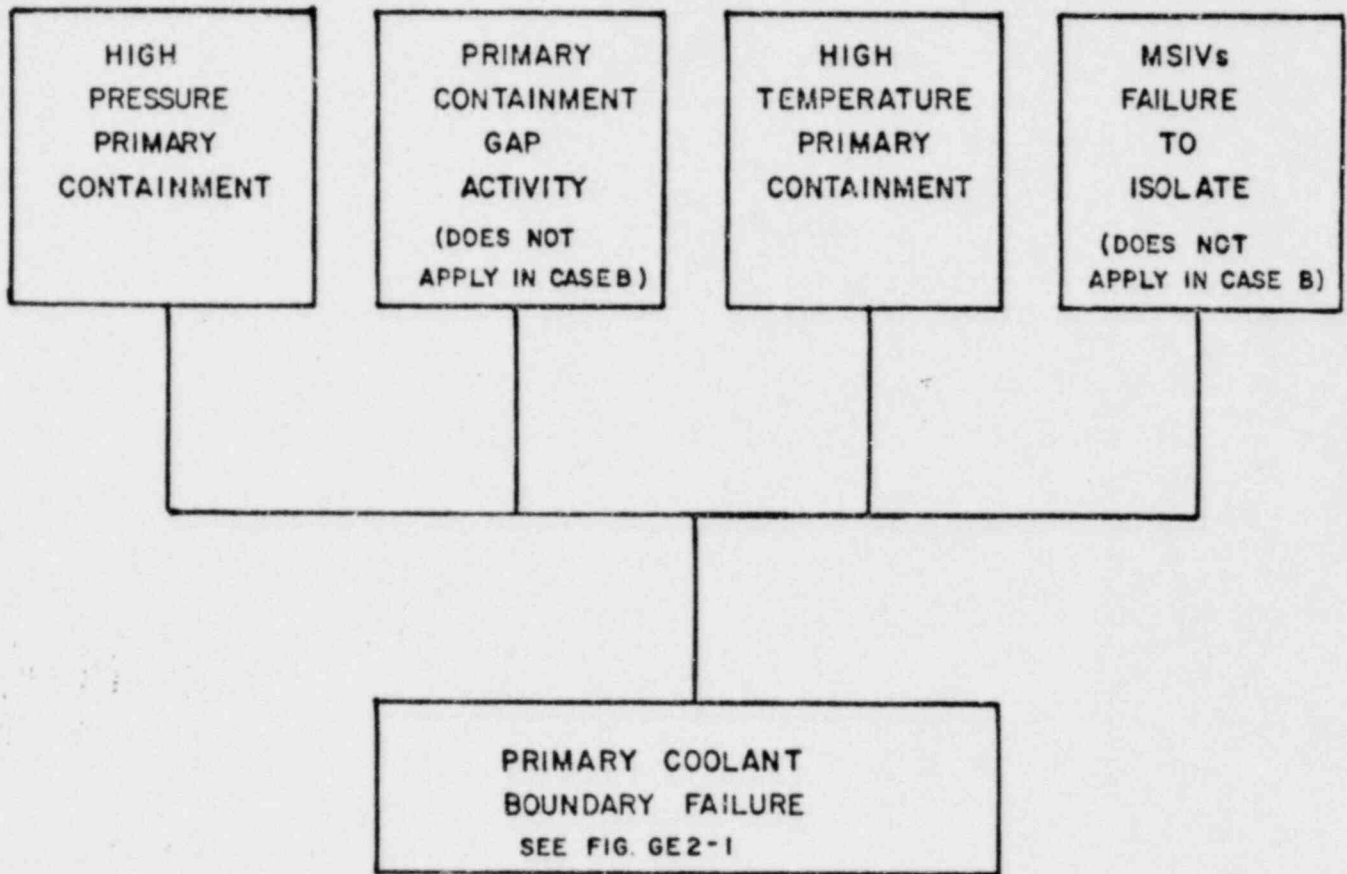 HIGH
PRESSURE
PRIMARY
CONTAINMENT
PRIMARY
CONTAINMENT
GAP
ACTIVITY
(DOES NOT
APPLY IN CASE B)
HIGH
TEMPERATURE
PRIMARY
CONTAINMENT
MSIVs
FAILURE
TO
ISOLATE
(DOES NOT
APPLY IN CASE B)
PRIMARY COOLANT
BOUNDARY FAILURE
SEE FIG. GE2-1